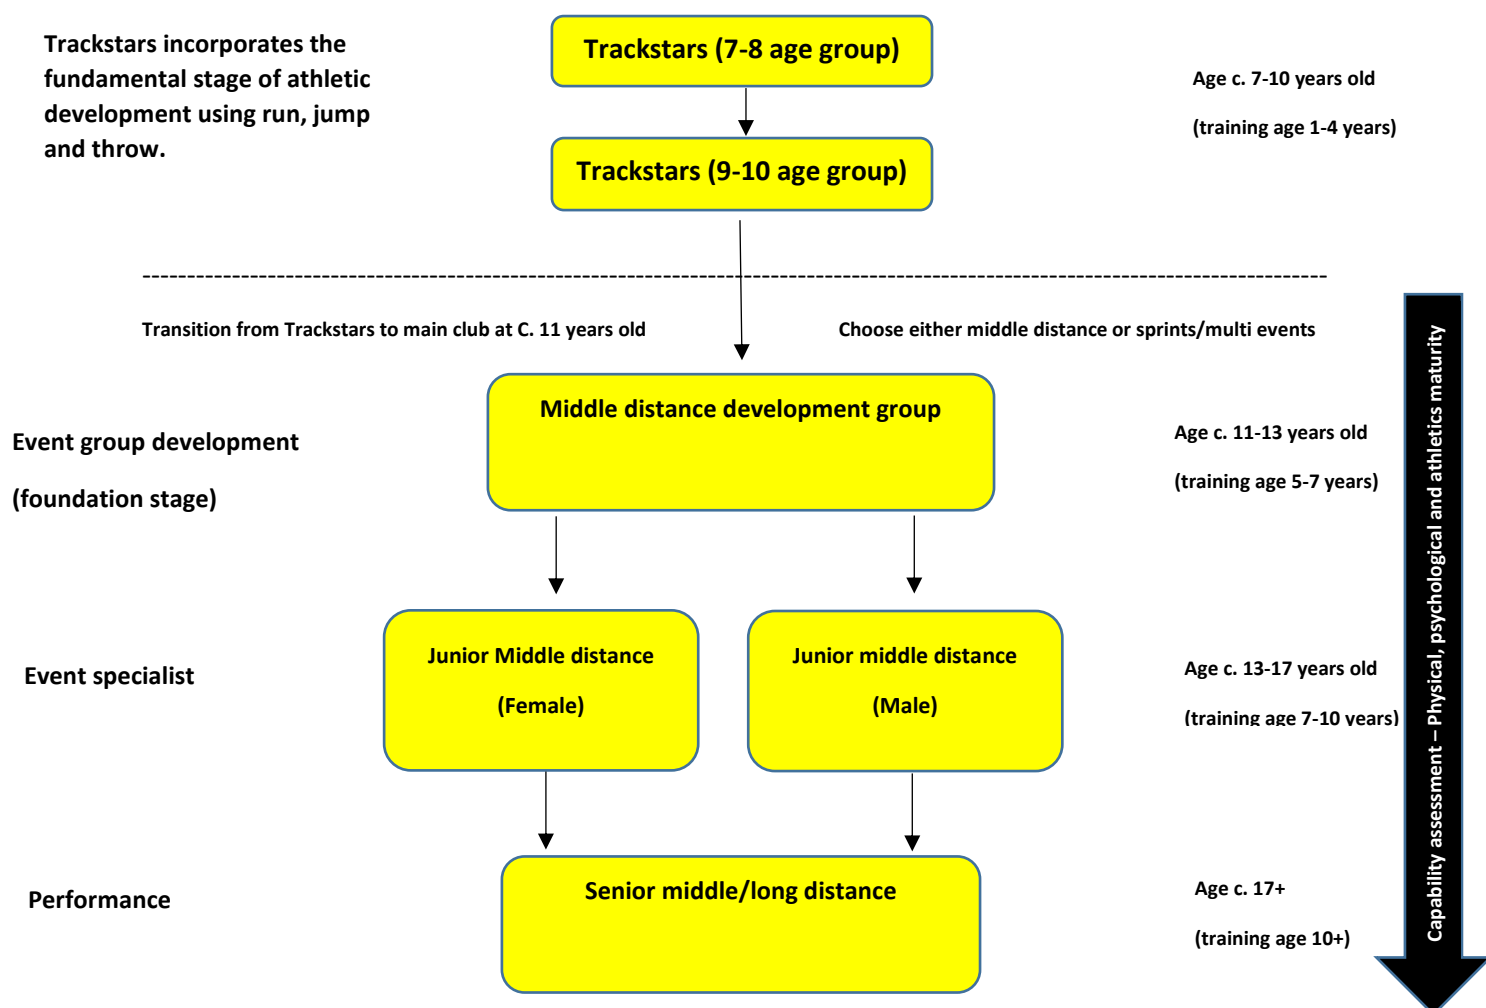 Trackstars incorporates the
fundamental stage of athletic
development using run, jump
and throw.
Trackstars (7-8 age group)
Age c. 7-10 years old
(training age 1-4 years)
Trackstars (9-10 age group)
--------------------------------------------------------------------------------------------------------------------------------------
Transition from Trackstars to main club at C. 11 years old
Choose either middle distance or sprints/multi events
Middle distance development group
Event group development
(foundation stage)
Age c. 11-13 years old
(training age 5-7 years)
Junior Middle distance
(Female)
Junior middle distance
(Male)
Event specialist
Age c. 13-17 years old
(training age 7-10 years)
Senior middle/long distance
Performance
Age c. 17+
(training age 10+)
Capability assessment – Physical, psychological and athletics maturity